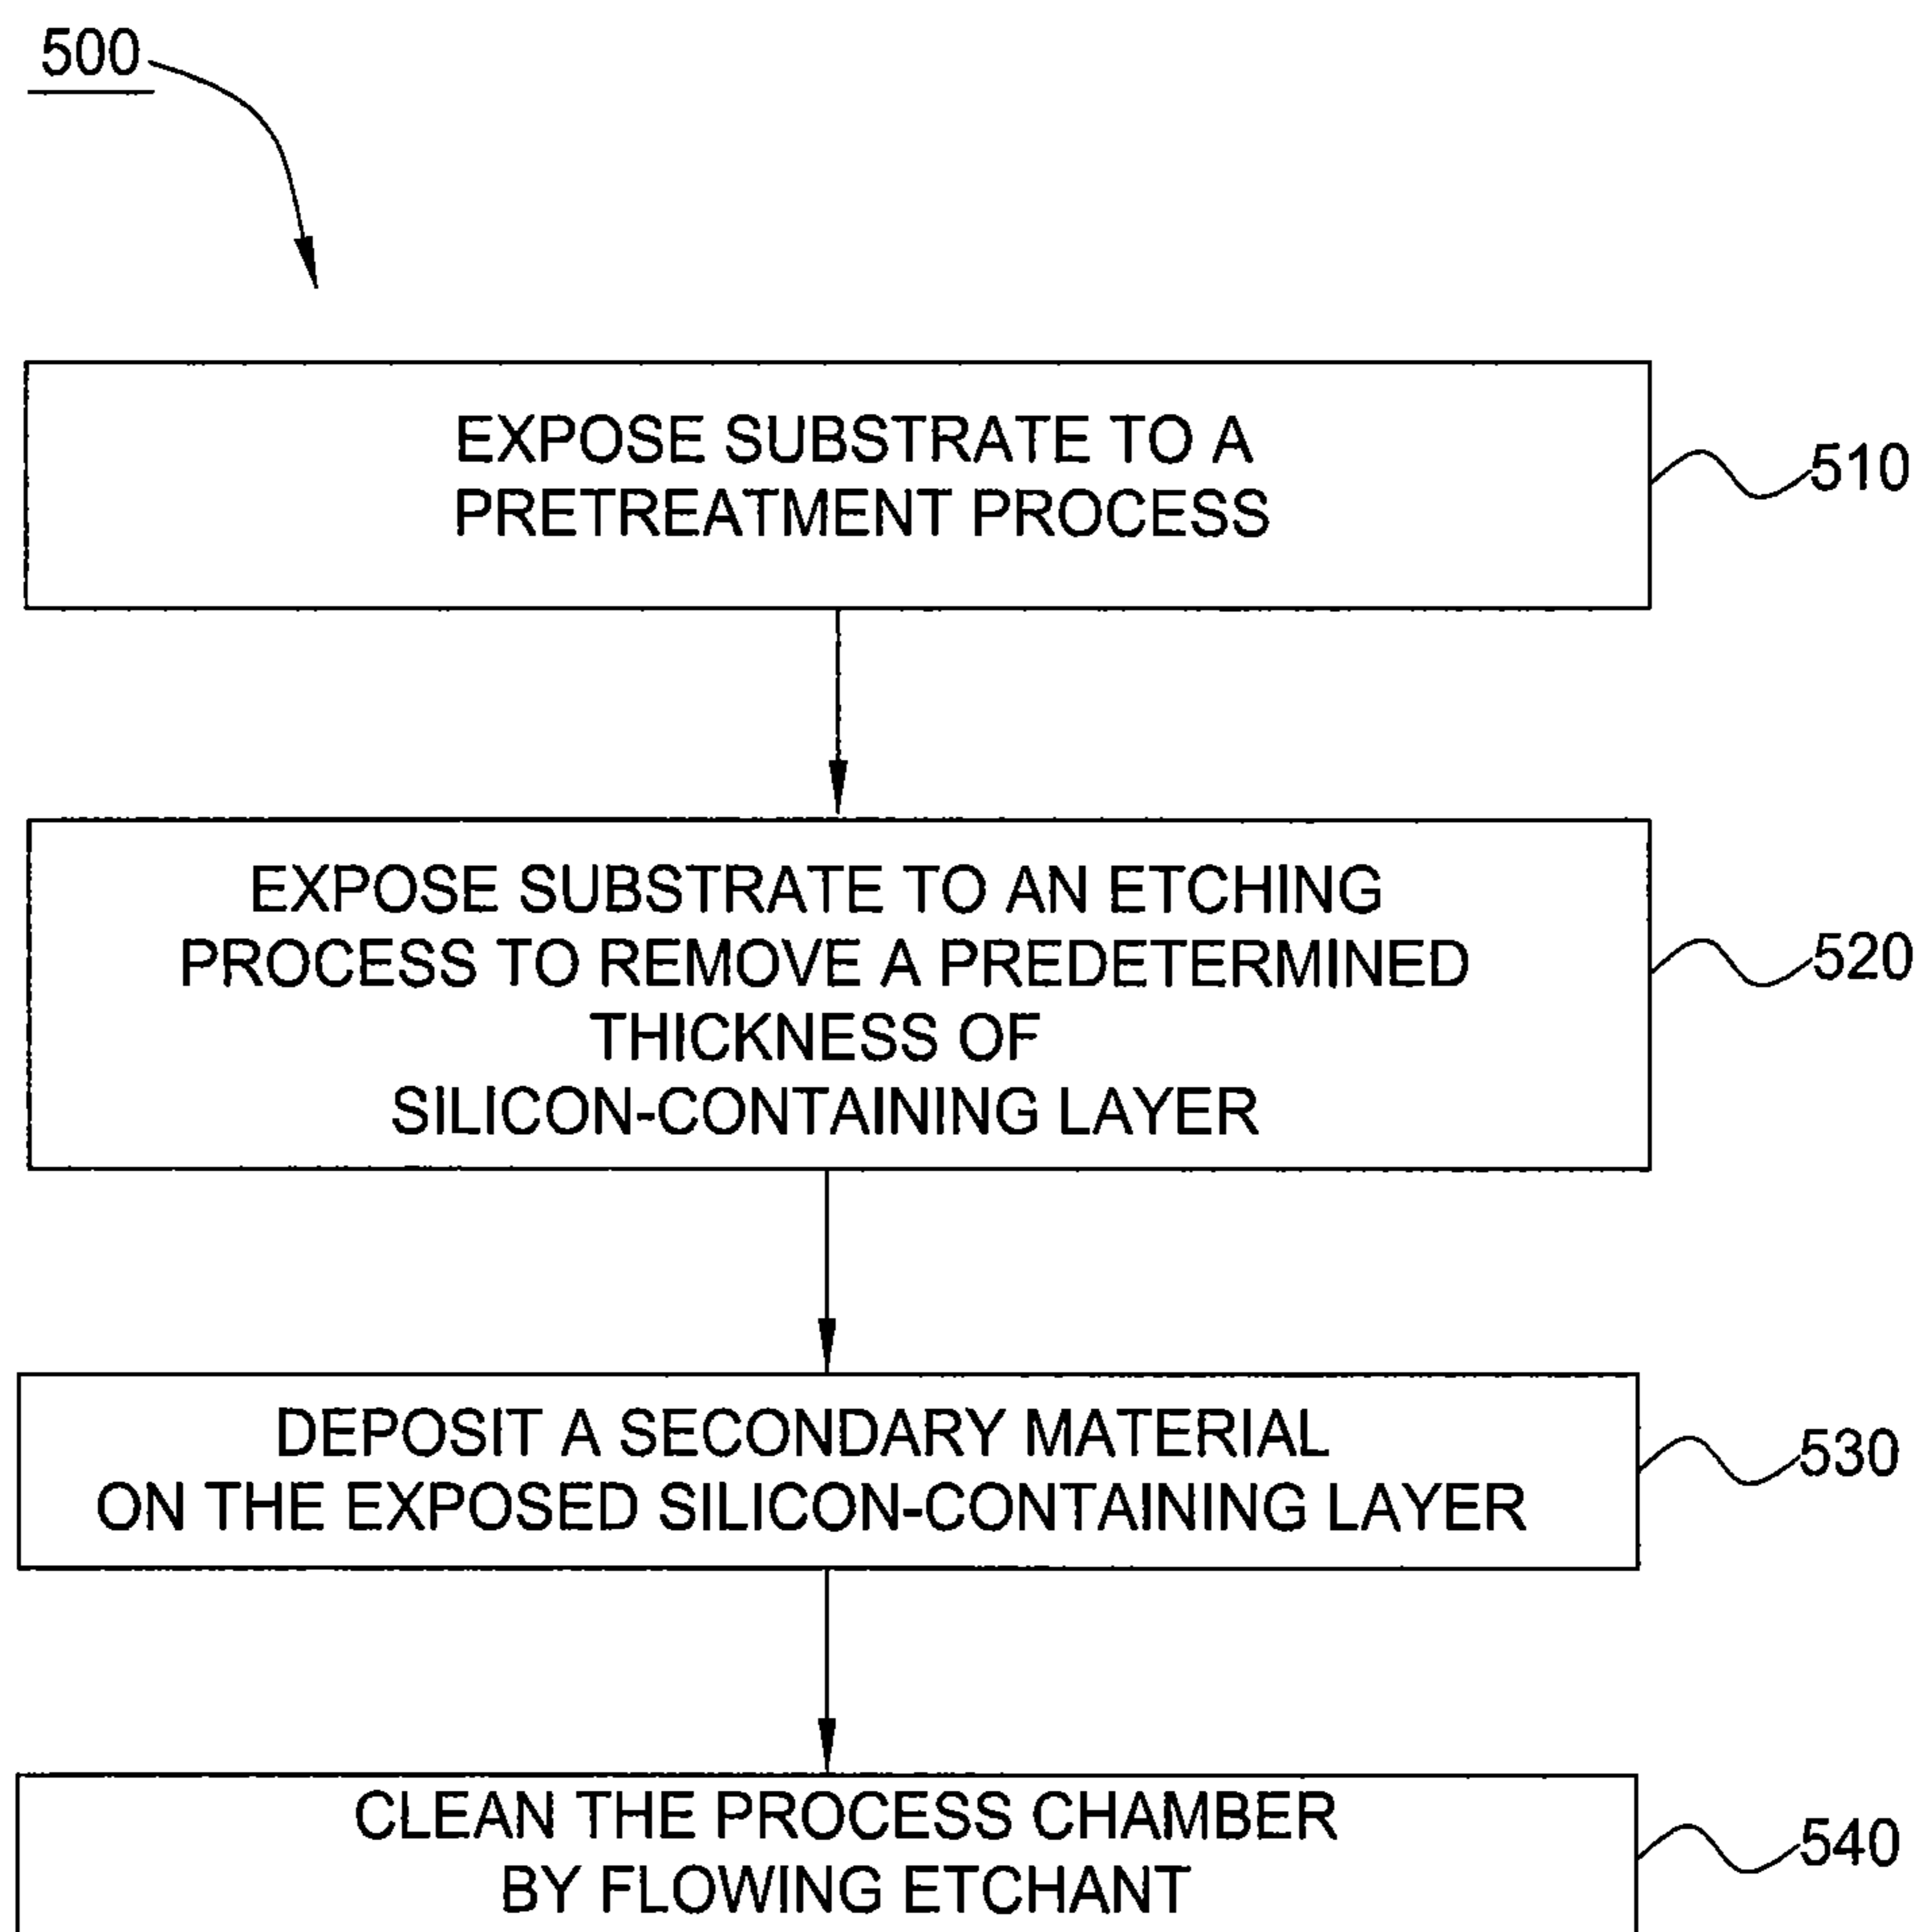 500
EXPOSE SUBSTRATE TO A
PRETREATMENT PROCESS
510
EXPOSE SUBSTRATE TO AN ETCHING
PROCESS TO REMOVE A PREDETERMINED
THICKNESS OF
SILICON-CONTAINING LAYER
520
DEPOSIT A SECONDARY MATERIAL
ON THE EXPOSED SILICON-CONTAINING LAYER
530
CLEAN THE PROCESS CHAMBER
BY FLOWING ETCHANT
540